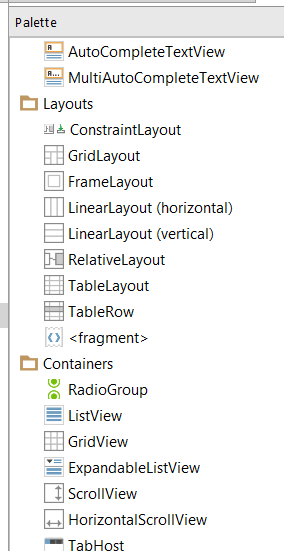 Palette
AutoCompleteTextView
MultiAutoCompleteTextView
Layouts
ConstraintLayout
GridLayout
FrameLayout
LinearLayout (horizontal)
LinearLayout (vertical)
RelativeLayout
TableLayout
TableRow
<fragment>
Containers
RadioGroup
ListView
GridView
ExpandableListView
ScrollView
HorizontalScrollView
TabHost